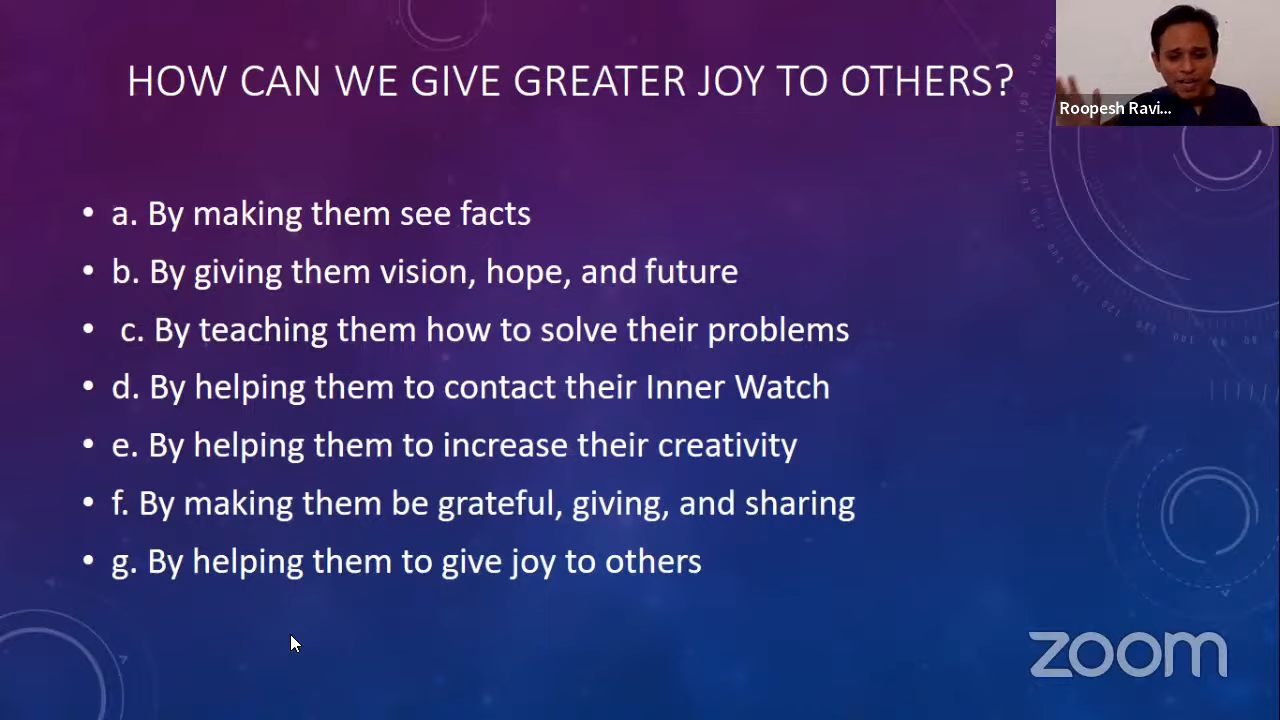 HOW CAN WE GIVE GREATER JOY TO OTHERS?
Roopesh Ravi...
• a. By making them see facts
• b. By giving them vision, hope, and future
• c. By teaching them how to solve their problems
• d. By helping them to contact their Inner Watch
• e. By helping them to increase their creativity
• f. By making them be grateful, giving, and sharing
• g. By helping them to give joy to others
zoom